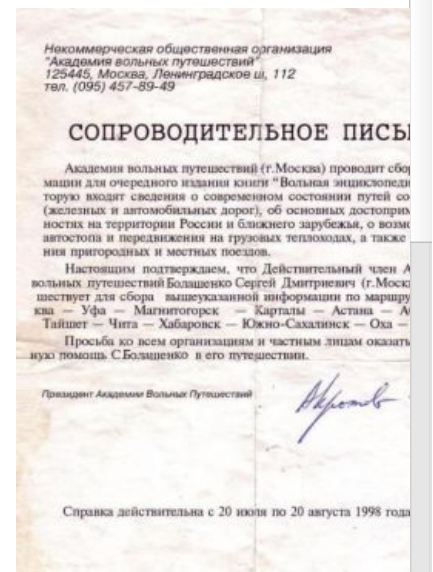 Некоммерческая общественная организация
"Академия вольных путешествий"
125445, Москва, Ленинградское ш, 112
тел. (095) 457-89-49
СОПРОВОДИТЕЛЬНОЕ ПИСЬ
Академия вольных путешествий (г.Москва) проводит сбор
мации для очередного издания книги "Вольная энциклопеди
торую входят сведения о современном состоянии путей со
(железных и автомобильных дорог), об основных достоприм
ностях на территории России и ближнего зарубежья, о возмо
автостопа и передвижения на грузовых теплоходах, а также
ния пригородных и местных поездов.
Настоящим подтверждаем, что Действительный член А
вольных путешествий Болашенко Сергей Дмитриевич (г.Моск
шествует для сбора вышеуказанной информации по маршру
ква — Уфа — Магнитогорск — Карталы — Астана — А
Тайшет — Чита — Хабаровск — Южно-Сахалинск — Оха —
Просьба ко всем организациям и частным лицам оказать
ную помощь С.Болашенко в его путешествии.
Президент Академии Вольных Путешествий
Справка действительна с 20 июля по 20 августа 1998 года